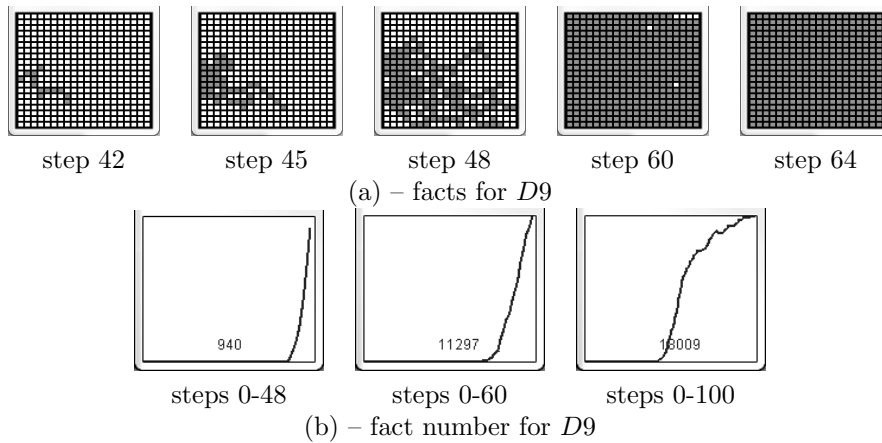 step 42 step 45 step 48 step 60 step 64
(a) – facts for D9
940 11297 18009
steps 0-48 steps 0-60 steps 0-100
(b) – fact number for D9